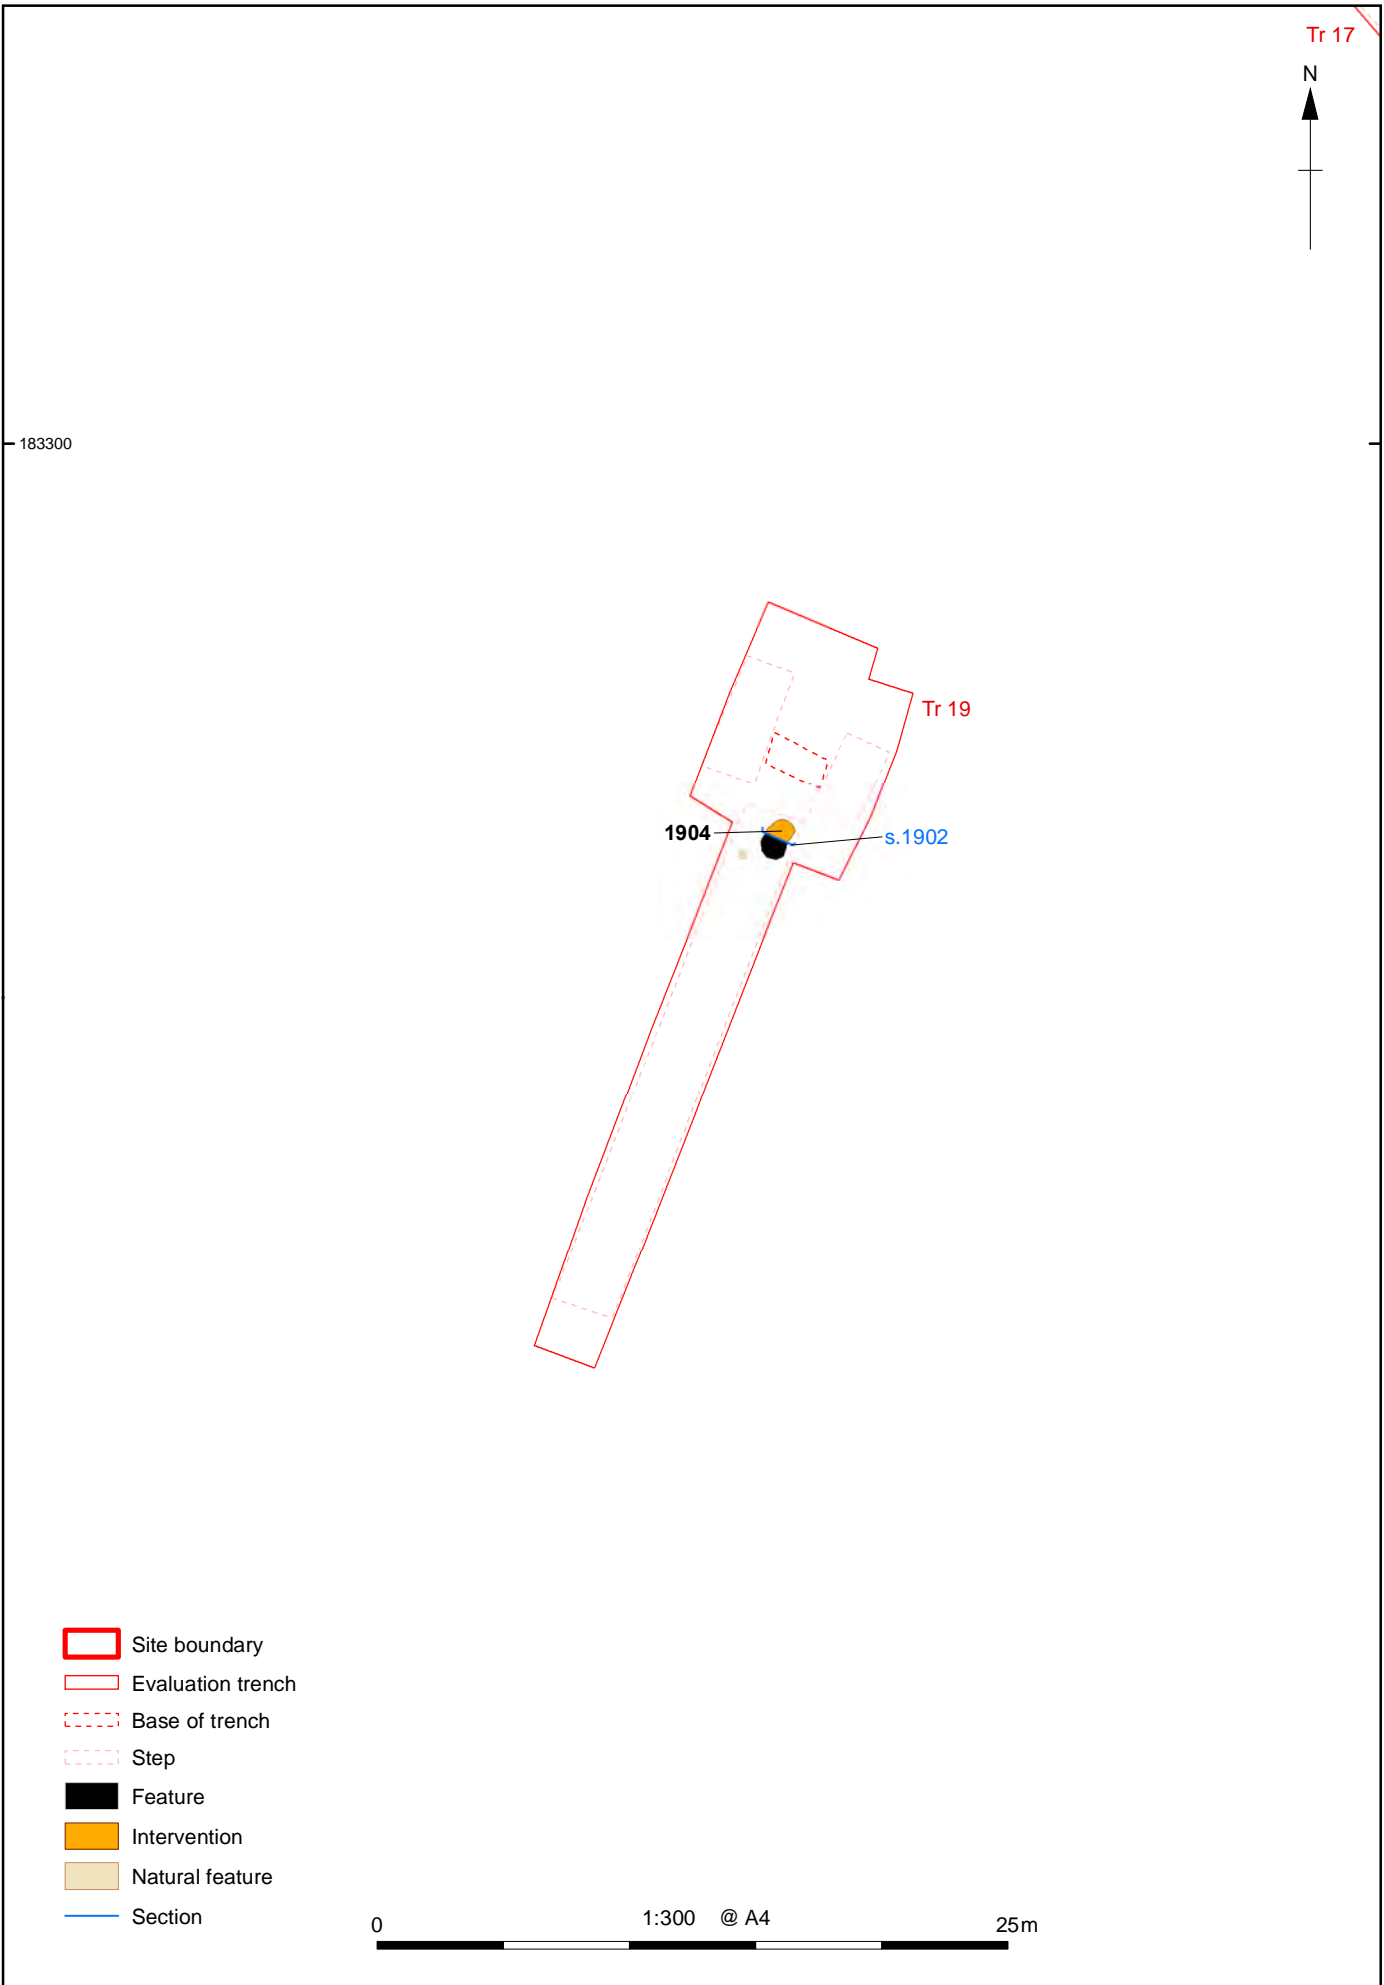 Tr 17
N
183300
Tr 19
1904
s.1902
Site boundary
Evaluation trench
Base of trench
Step
Feature
Intervention
Natural feature
Section
0 1:300 @ A4 25m